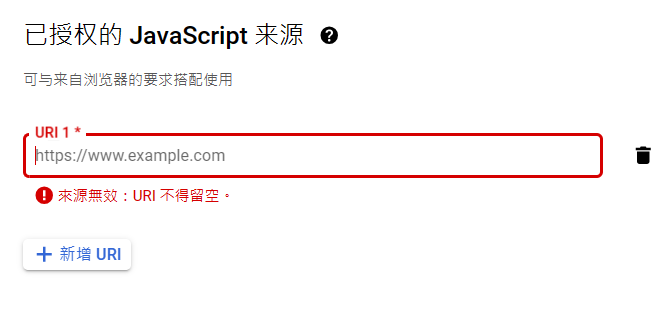 已授权的 JavaScript 来源
可与来自浏览器的要求搭配使用
URI 1 *
https://www.example.com
來源無效：URI 不得留空。
新增 URI